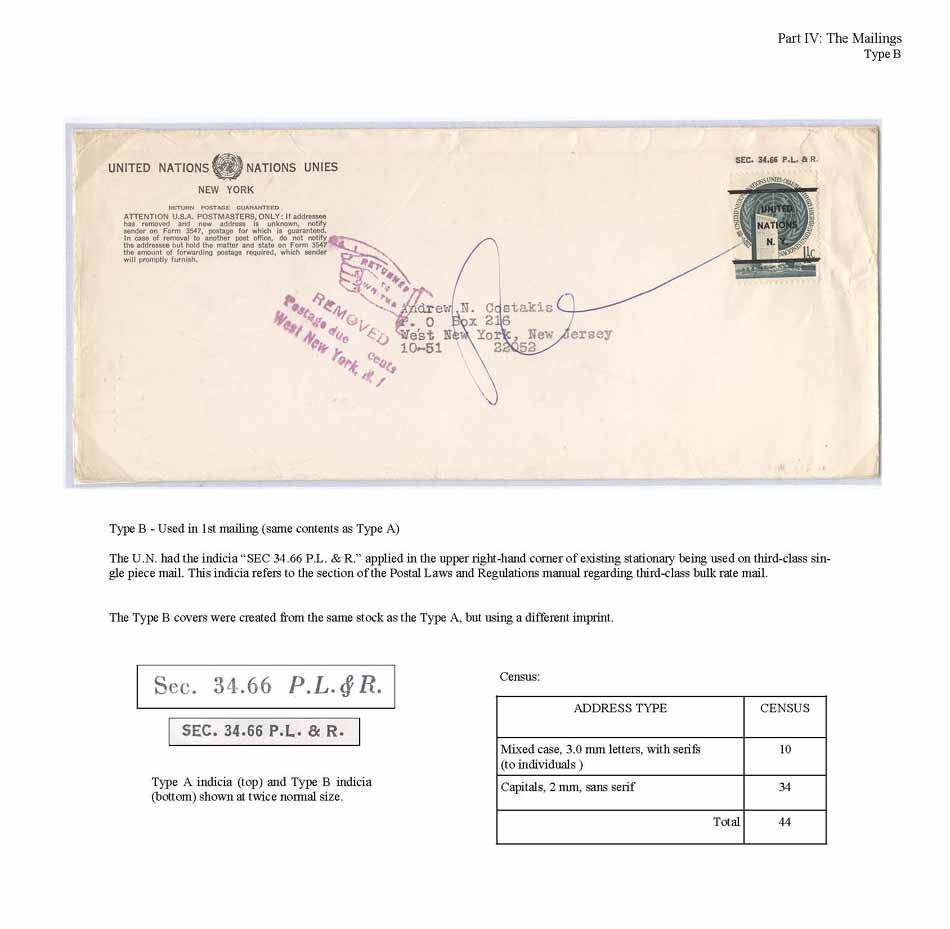 Part IV: The Mailings
Type B
UNITED NATIONS NATIONS UNIES
NEW YORK
RETURN POSTAGE GUARANTEED
ATTENTION U.S.A. POSTMASTERS, ONLY: If addressee
has removed and new address is unknown, notify
sender on Form 3547, postage for which is guaranteed.
In case of removal to another post office, do not notify
the addressee but hold the matter and state on Form 3547
the amount of forwarding postage required, which sender
will promptly furnish.
SEC. 34.66 P.L. & R.
UNITED
NATIONS
N.
1½c
RETURNED
TO
REMOVED
Postage due cents
West New York, N. J
Andrew N. Costakis
P. O Box 216
West New York, New Jersey
10-51 22052
Type B - Used in 1st mailing (same contents as Type A)
The U.N. had the indicia “SEC 34.66 P.L. & R.” applied in the upper right-hand corner of existing stationary being used on third-class sin-
gle piece mail. This indicia refers to the section of the Postal Laws and Regulations manual regarding third-class bulk rate mail.
The Type B covers were created from the same stock as the Type A, but using a different imprint.
Sec. 34.66 P.L.& R.
SEC. 34.66 P.L. & R.
Type A indicia (top) and Type B indicia
(bottom) shown at twice normal size.
Census:
ADDRESS TYPE CENSUS
Mixed case, 3.0 mm letters, with serifs 10
(to individuals )
Capitals, 2 mm, sans serif 34
Total 44